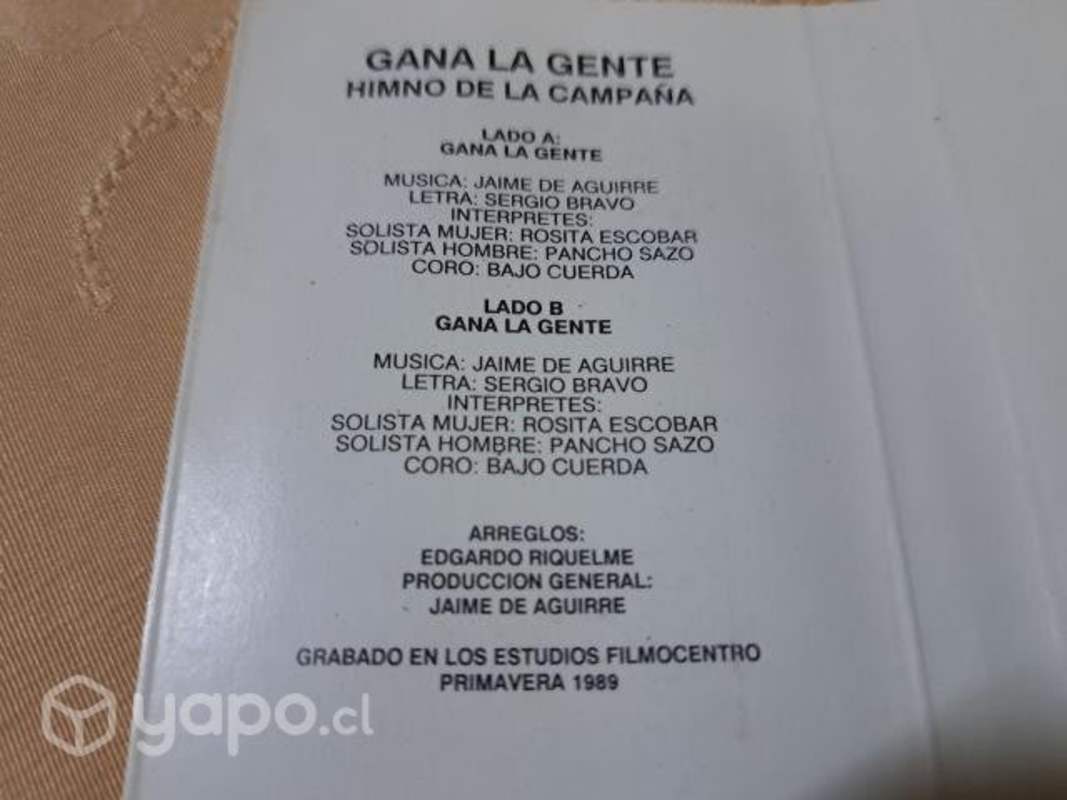 GANA LA GENTE
HIMNO DE LA CAMPAÑA
LADO A:
GANA LA GENTE
MUSICA: JAIME DE AGUIRRE
LETRA: SERGIO BRAVO
INTERPRETES:
SOLISTA MUJER: ROSITA ESCOBAR
SOLISTA HOMBRE: PANCHO SAZO
CORO: BAJO CUERDA
LADO B
GANA LA GENTE
MUSICA: JAIME DE AGUIRRE
LETRA: SERGIO BRAVO
INTERPRETES:
SOLISTA MUJER: ROSITA ESCOBAR
SOLISTA HOMBRE: PANCHO SAZO
CORO: BAJO CUERDA
ARREGLOS:
EDGARDO RIQUELME
PRODUCCION GENERAL:
JAIME DE AGUIRRE
GRABADO EN LOS ESTUDIOS FILMOCENTRO
PRIMAVERA 1989
yapo.cl